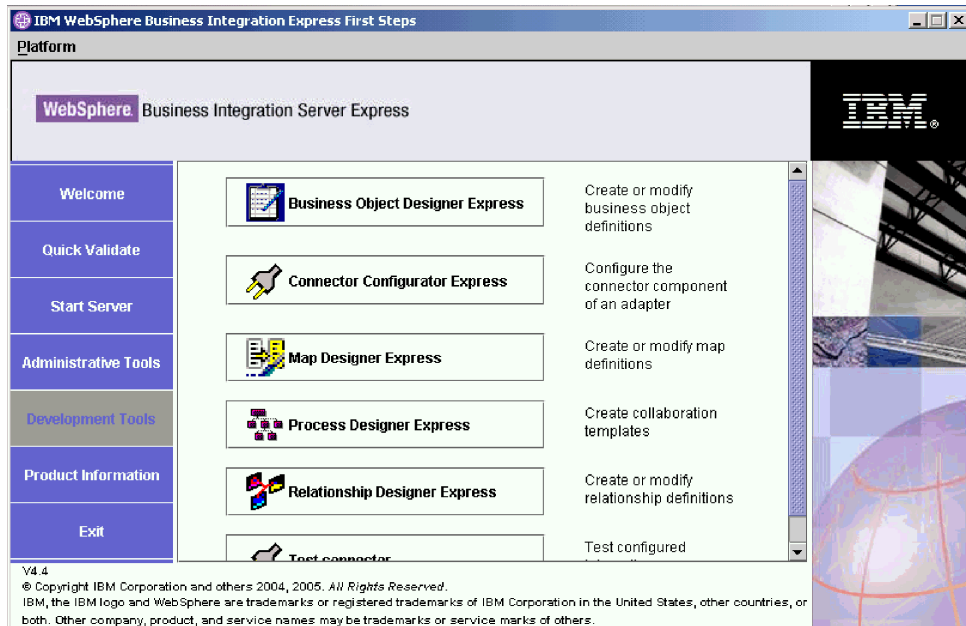 IBM WebSphere Business Integration Express First Steps
Platform
WebSphere. Business Integration Server Express
IBM®
Welcome
Quick Validate
Start Server
Administrative Tools
Development Tools
Product Information
Exit
Business Object Designer Express
Create or modify
business object
definitions
Connector Configurator Express
Configure the
connector component
of an adapter
Map Designer Express
Create or modify map
definitions
Process Designer Express
Create collaboration
templates
Relationship Designer Express
Create or modify
relationship definitions
Test connector
Test configured
V4.4
© Copyright IBM Corporation and others 2004, 2005. All Rights Reserved.
IBM, the IBM logo and WebSphere are trademarks or registered trademarks of IBM Corporation in the United States, other countries, or
both. Other company, product, and service names may be trademarks or service marks of others.